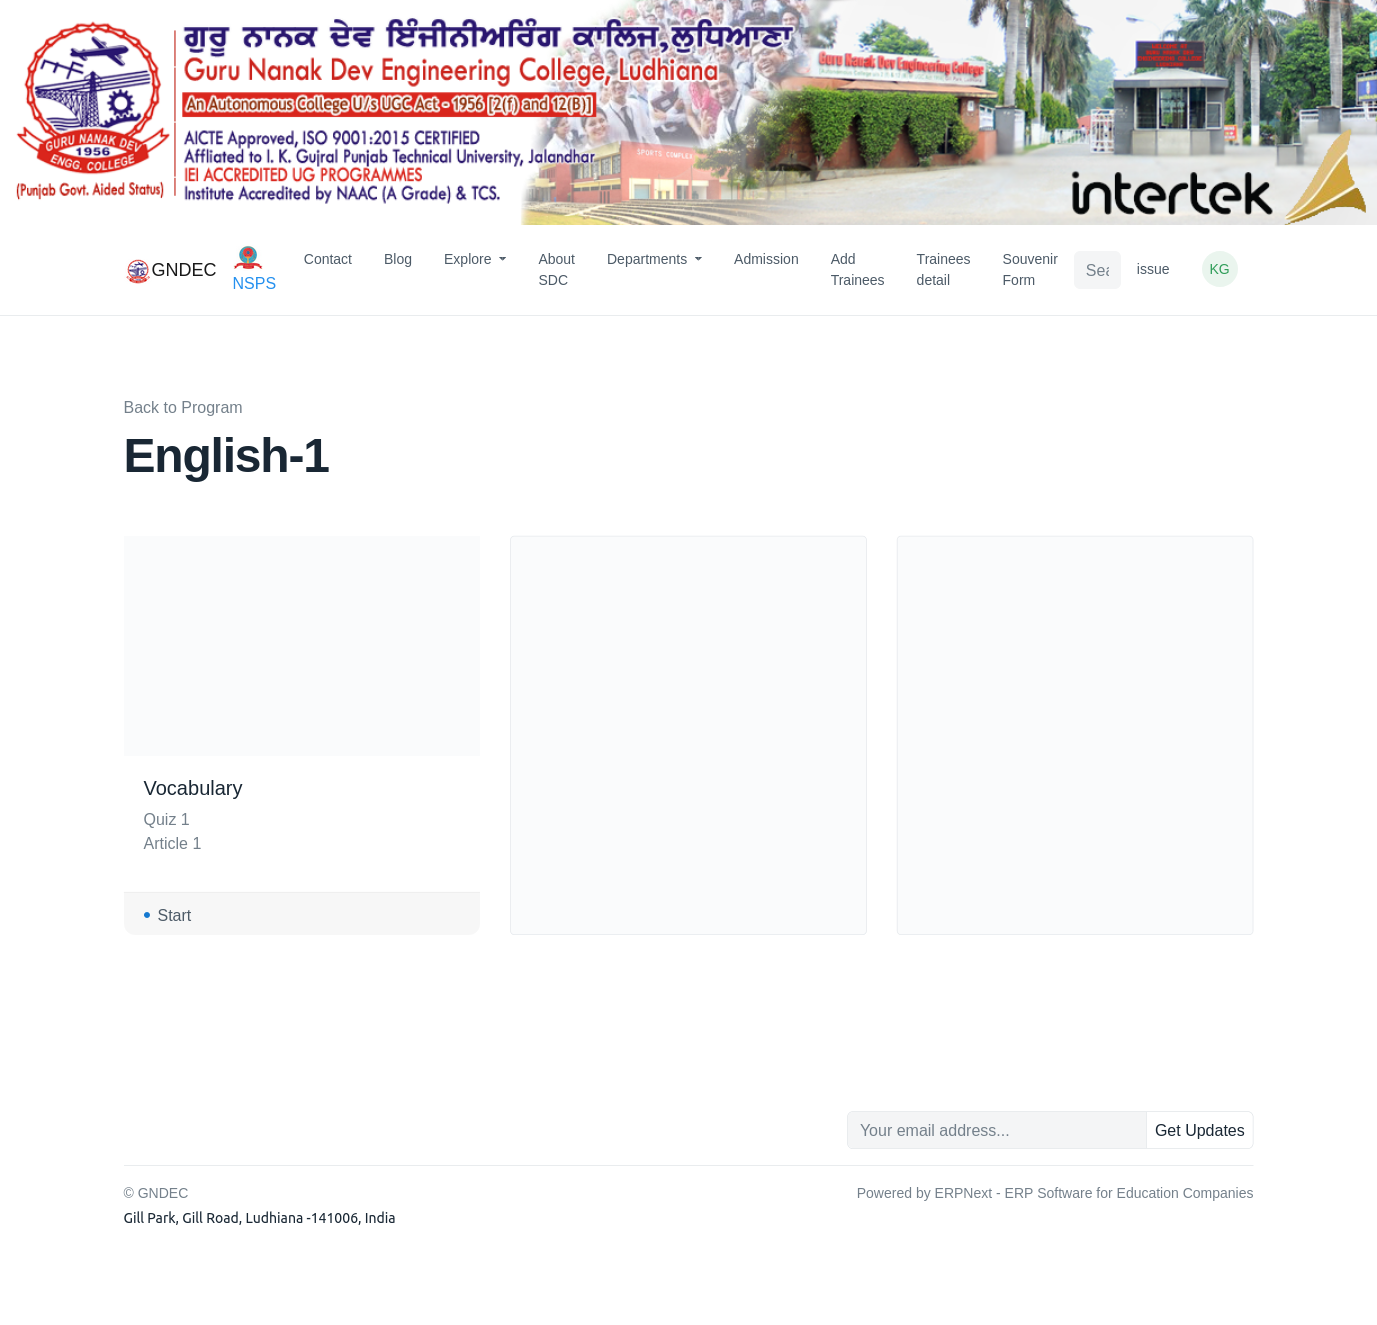 ਗੁਰੂ ਨਾਨਕ ਦੇਵ ਇੰਜੀਨੀਅਰਿੰਗ ਕਾਲਿਜ,ਲੁਧਿਆਣਾ
Guru Nanak Dev Engineering College, Ludhiana
An Autonomous College U/s UGC Act - 1956 [2(f) and 12(B)]
AICTE Approved, ISO 9001:2015 CERTIFIED
Affliated to I. K. Gujral Punjab Technical University, Jalandhar
IEI ACCREDITED UG PROGRAMMES
Institute Accredited by NAAC (A Grade) & TCS.
GURU NANAK DEV
1956
ENGG. COLLEGE
(Punjab Govt. Aided Status)
SPORTS COMPLEX
Guru Nanak Dev Engineering College
intertek
GNDEC
NSPS
Contact
Blog
Explore
About SDC
Departments
Admission
Add Trainees
Trainees detail
Souvenir Form
Sea
issue
KG
Back to Program
English-1
Vocabulary
Quiz 1
Article 1
Start
Your email address...
Get Updates
© GNDEC
Powered by ERPNext - ERP Software for Education Companies
Gill Park, Gill Road, Ludhiana -141006, India